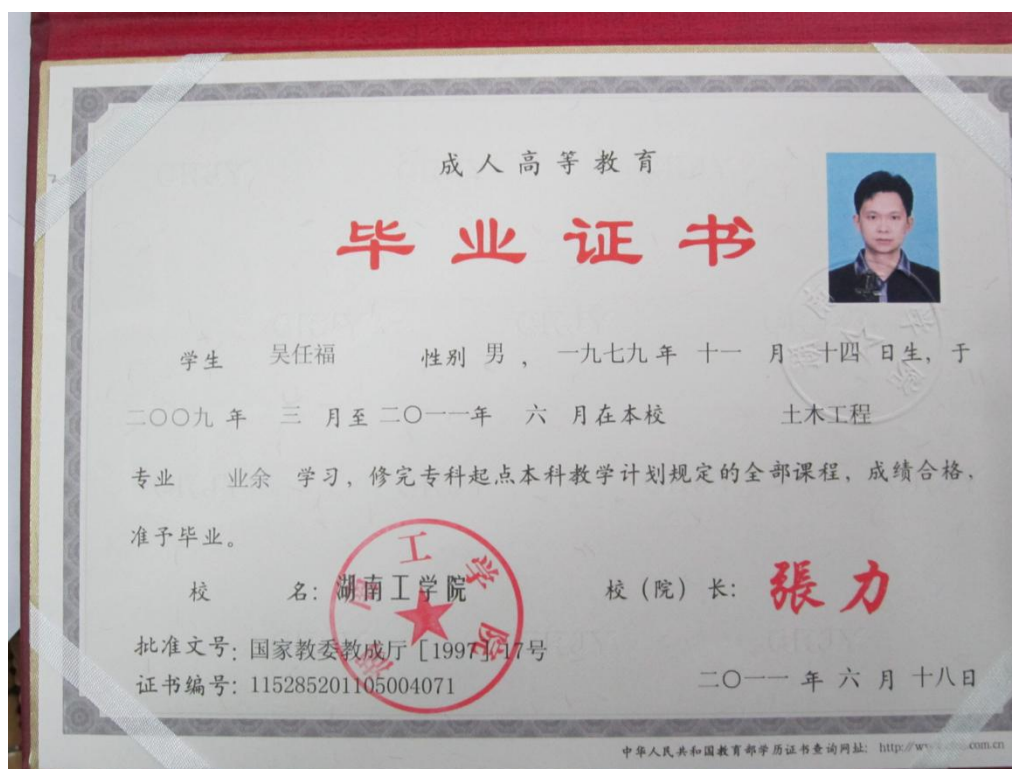 成人高等教育
毕业证书
学生 吴任福 性别 男，一九七九 年 十一 月 十四 日生，于
二〇〇九 年 三 月至 二〇一一年 六 月在本校 土木工程
专业 业余 学习，修完专科起点本科教学计划规定的全部课程，成绩合格，
准予毕业。
校 名：湖南工学院 校（院）长：張力
湖南工学院
批准文号：国家教委教成厅［1997］17号
证书编号：115285201105004071
二〇一一 年 六 月 十八日
中华人民共和国教育部学历证书查询网址： http://www .com.cn